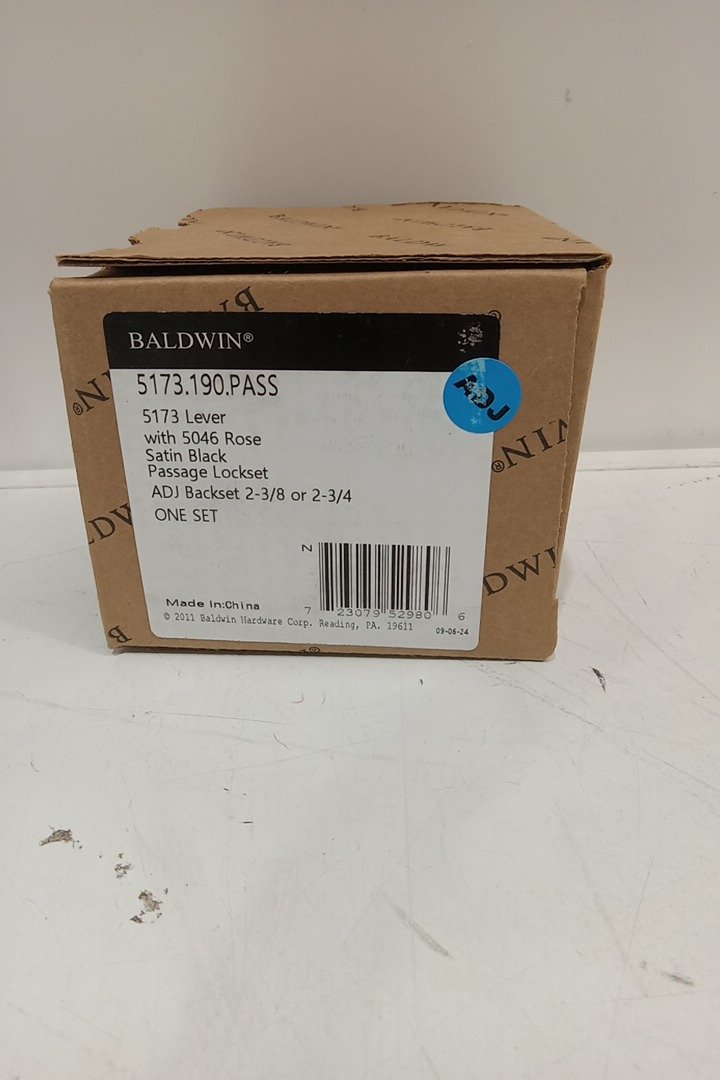 BALDWIN®
5173.190.PASS
ADJ
5173 Lever
with 5046 Rose
Satin Black
Passage Lockset
ADJ Backset 2-3/8 or 2-3/4
ONE SET
N
7 23079 52980 6
Made In:China
© 2011 Baldwin Hardware Corp. Reading, PA. 19611
09-06-24